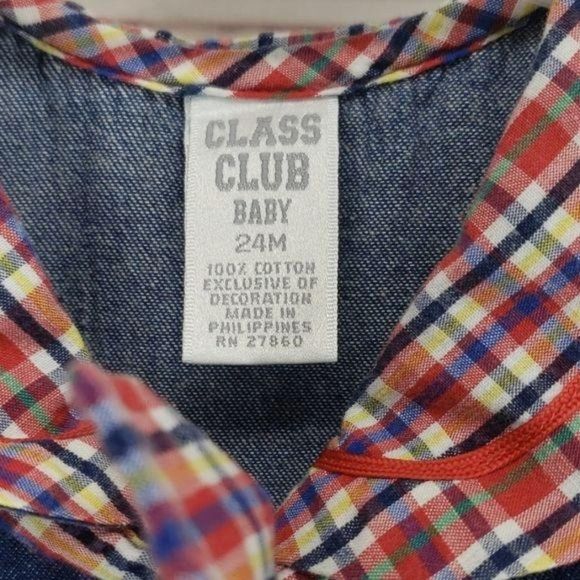 CLASS
CLUB
BABY
24M
100% COTTON
EXCLUSIVE OF
DECORATION
MADE IN
PHILIPPINES
RN 27860